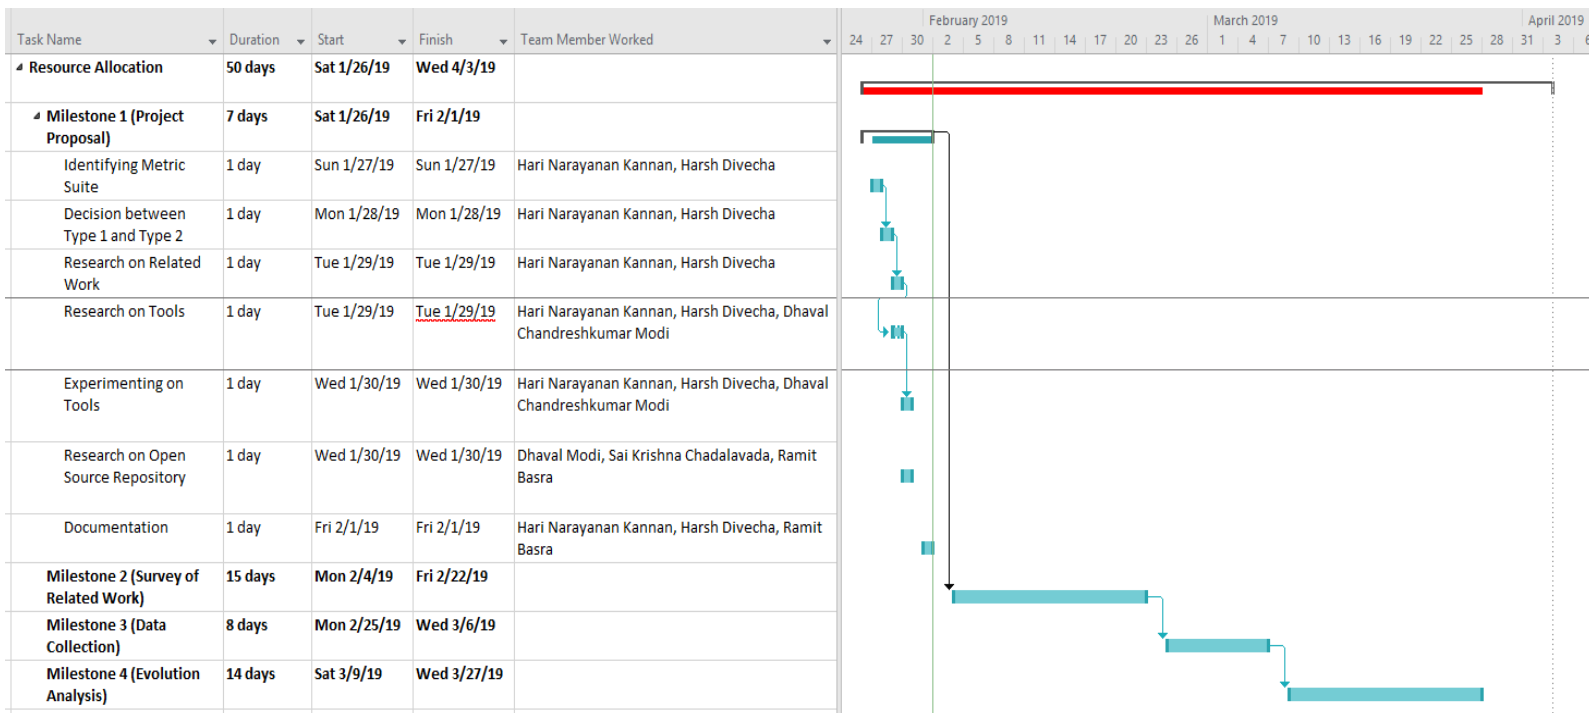 February 2019 March 2019 April 2019
Task Name Duration Start Finish Team Member Worked 24 27 30 2 5 8 11 14 17 20 23 26 1 4 7 10 13 16 19 22 25 28 31 3 6
Resource Allocation 50 days Sat 1/26/19 Wed 4/3/19
Milestone 1 (Project 7 days Sat 1/26/19 Fri 2/1/19
Proposal)
Identifying Metric 1 day Sun 1/27/19 Sun 1/27/19 Hari Narayanan Kannan, Harsh Divecha
Suite
Decision between 1 day Mon 1/28/19 Mon 1/28/19 Hari Narayanan Kannan, Harsh Divecha
Type 1 and Type 2
Research on Related 1 day Tue 1/29/19 Tue 1/29/19 Hari Narayanan Kannan, Harsh Divecha
Work
Research on Tools 1 day Tue 1/29/19 Tue 1/29/19 Hari Narayanan Kannan, Harsh Divecha, Dhaval
Chandreshkumar Modi
Experimenting on 1 day Wed 1/30/19 Wed 1/30/19 Hari Narayanan Kannan, Harsh Divecha, Dhaval
Tools Chandreshkumar Modi
Research on Open 1 day Wed 1/30/19 Wed 1/30/19 Dhaval Modi, Sai Krishna Chadalavada, Ramit
Source Repository Basra
Documentation 1 day Fri 2/1/19 Fri 2/1/19 Hari Narayanan Kannan, Harsh Divecha, Ramit
Basra
Milestone 2 (Survey of 15 days Mon 2/4/19 Fri 2/22/19
Related Work)
Milestone 3 (Data 8 days Mon 2/25/19 Wed 3/6/19
Collection)
Milestone 4 (Evolution 14 days Sat 3/9/19 Wed 3/27/19
Analysis)